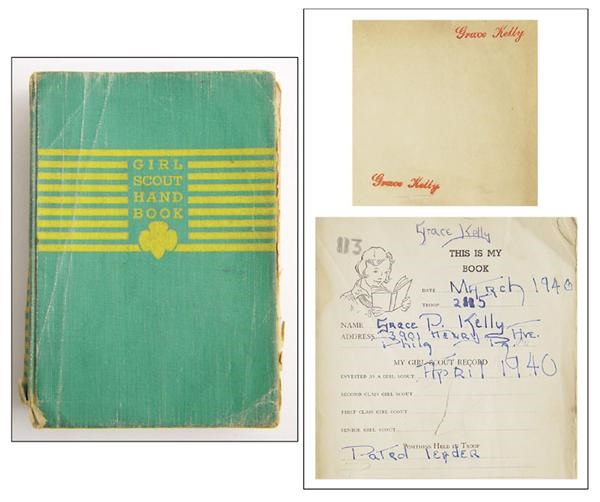 GIRL
SCOUT
HAND
BOOK
Grace Kelly
Grace Kelly
Grace Kelly
113
THIS IS MY
BOOK
DATE March 1940
TROOP 2115
NAME Grace P. Kelly
ADDRESS 3901 Henry Ave.
Phila Pa.
MY GIRL SCOUT RECORD
INVESTED AS A GIRL SCOUT April 1940
SECOND CLASS GIRL SCOUT
FIRST CLASS GIRL SCOUT
SENIOR GIRL SCOUT
POSITIONS HELD IN TROOP
Patrol leader